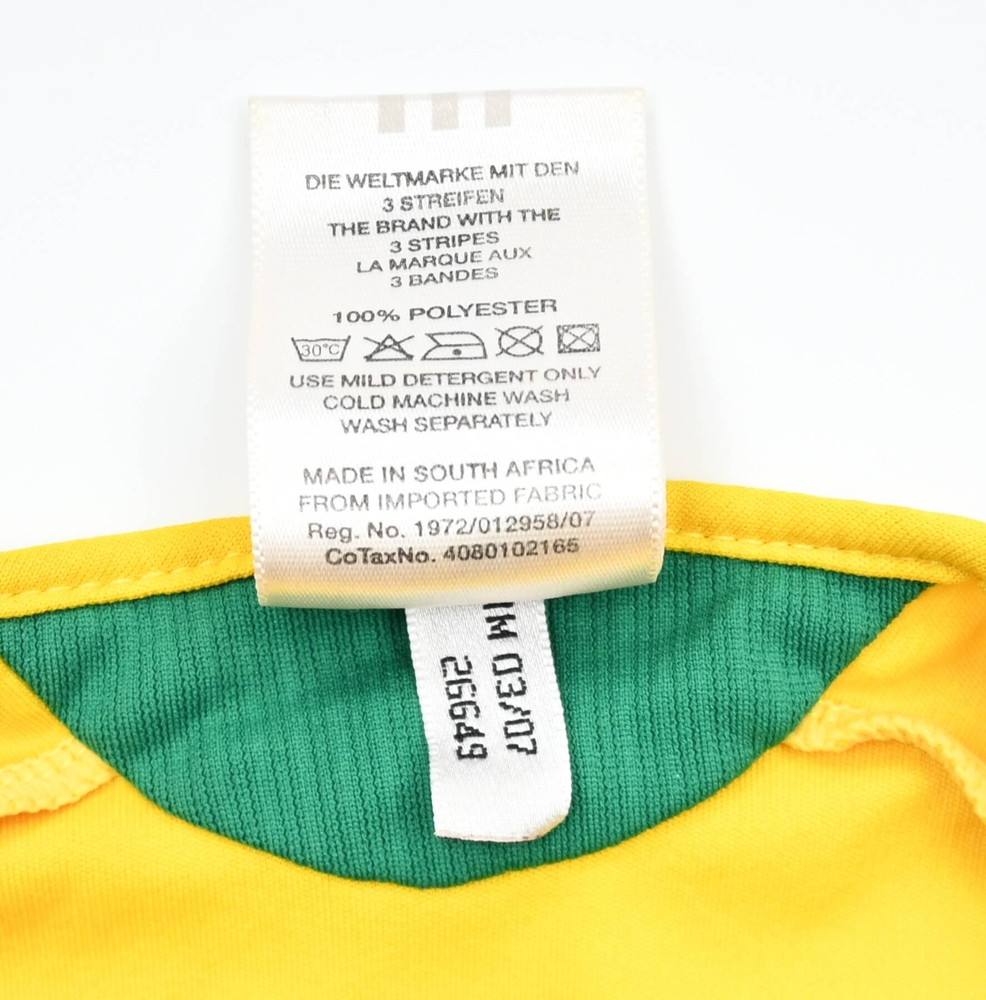 DIE WELTMARKE MIT DEN
3 STREIFEN
THE BRAND WITH THE
3 STRIPES
LA MARQUE AUX
3 BANDES
100% POLYESTER
30°C
USE MILD DETERGENT ONLY
COLD MACHINE WASH
WASH SEPARATELY
MADE IN SOUTH AFRICA
FROM IMPORTED FABRIC
Reg. No. 1972/012958/07
CoTaxNo. 4080102165
03/07